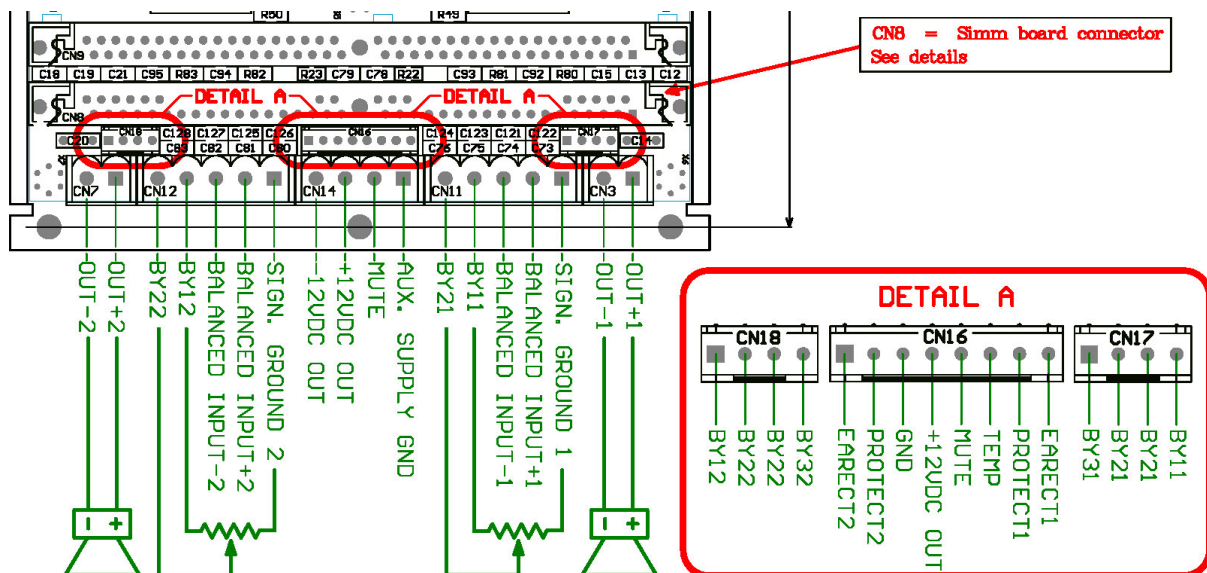 R50
R49
CN8 = Simm board connector
See details
CN9
C18 C19 C21 C95 R83 C94 R82 R23 C79 C78 R22 C93 R81 C92 R80 C15 C13 C12
DETAIL A
DETAIL A
CN8
C20 CN18 C128 C127 C125 C126 CN16 C124 C123 C121 C122 CN17 C14
C83 C82 C81 C80 C76 C75 C74 C73
CN7 CN12 CN14 CN11 CN3
OUT-2
OUT+2
BY22
BY12
BALANCED INPUT-2
BALANCED INPUT+2
SIGN. GROUND 2
-12VDC OUT
+12VDC OUT
MUTE
AUX. SUPPLY GND
BY21
BY11
BALANCED INPUT-1
BALANCED INPUT+1
SIGN. GROUND 1
OUT-1
OUT+1
- +
- +
DETAIL A
CN18 CN16 CN17
BY12
BY22
BY22
BY32
EARECT2
PROTECT2
GND
+12VDC OUT
MUTE
TEMP
PROTECT1
EARECT1
BY31
BY21
BY21
BY11